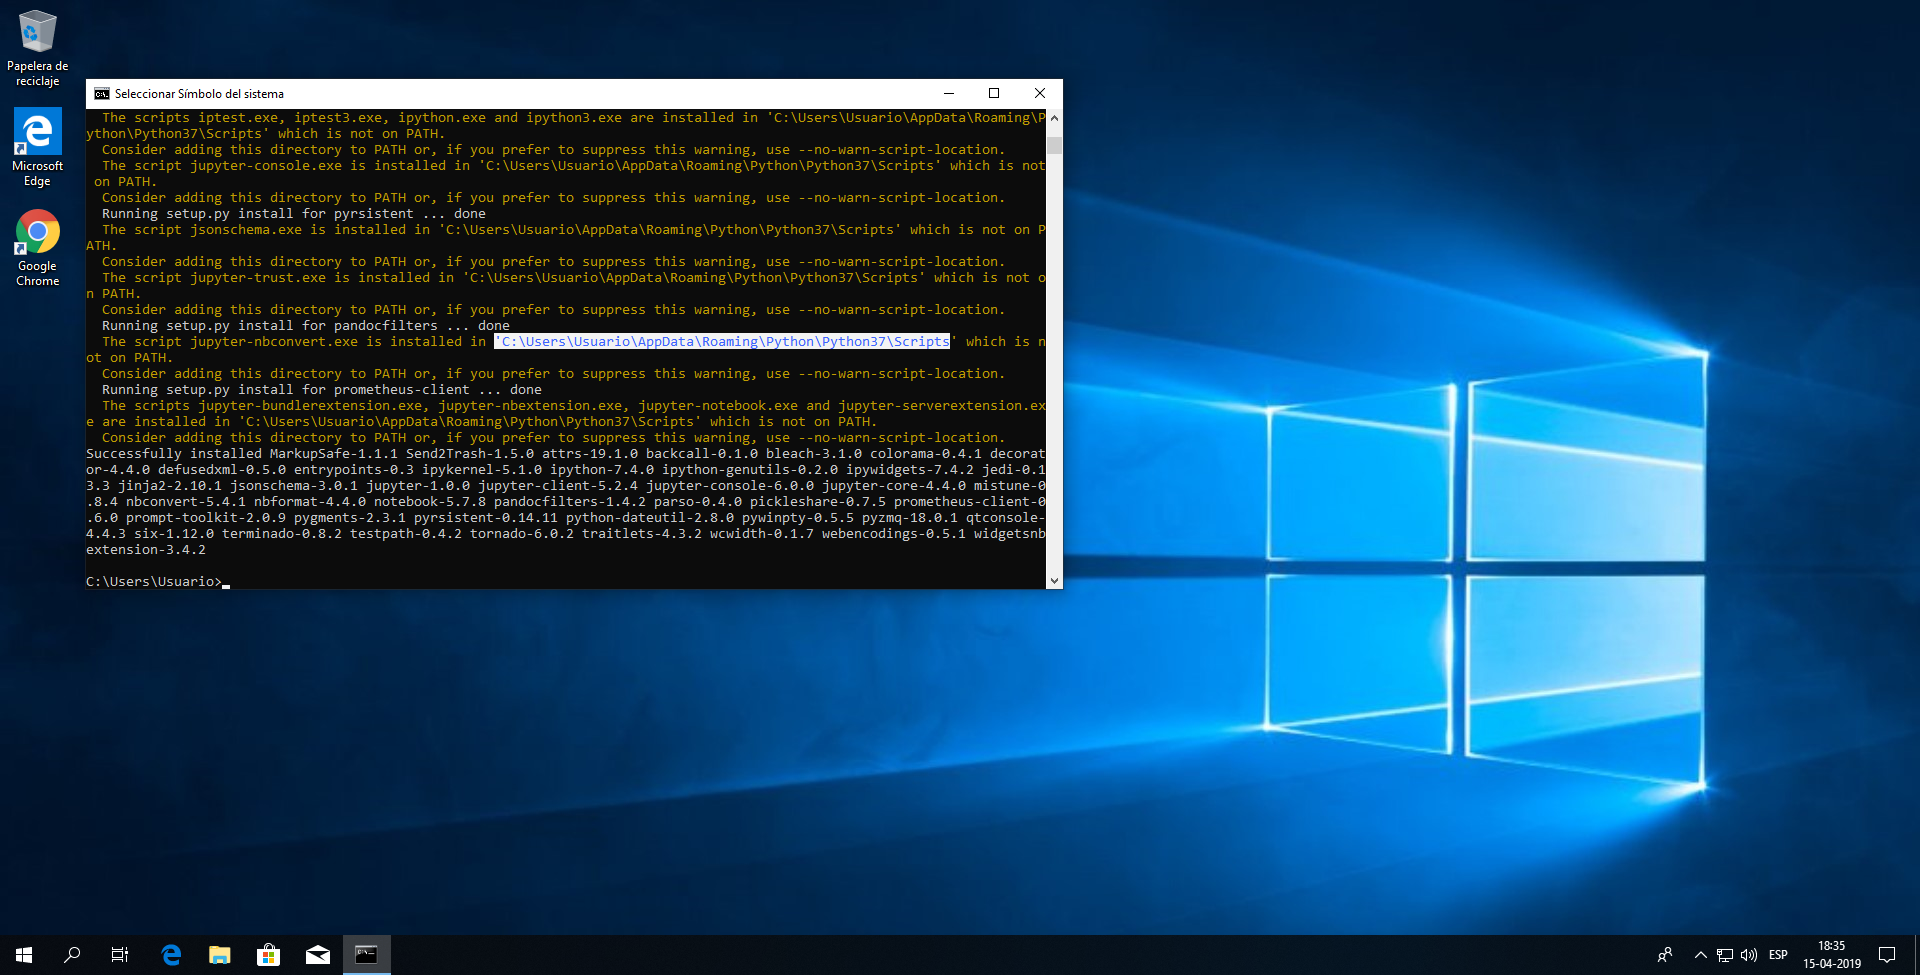 Papelera de
reciclaje
Microsoft
Edge
Google
Chrome
Seleccionar Símbolo del sistema
The scripts iptest.exe, iptest3.exe, ipython.exe and ipython3.exe are installed in 'C:\Users\Usuario\AppData\Roaming\P
ython\Python37\Scripts' which is not on PATH.
Consider adding this directory to PATH or, if you prefer to suppress this warning, use --no-warn-script-location.
The script jupyter-console.exe is installed in 'C:\Users\Usuario\AppData\Roaming\Python\Python37\Scripts' which is not
on PATH.
Consider adding this directory to PATH or, if you prefer to suppress this warning, use --no-warn-script-location.
Running setup.py install for pyrsistent ... done
The script jsonschema.exe is installed in 'C:\Users\Usuario\AppData\Roaming\Python\Python37\Scripts' which is not on P
ATH.
Consider adding this directory to PATH or, if you prefer to suppress this warning, use --no-warn-script-location.
The script jupyter-trust.exe is installed in 'C:\Users\Usuario\AppData\Roaming\Python\Python37\Scripts' which is not o
n PATH.
Consider adding this directory to PATH or, if you prefer to suppress this warning, use --no-warn-script-location.
Running setup.py install for pandocfilters ... done
The script jupyter-nbconvert.exe is installed in 'C:\Users\Usuario\AppData\Roaming\Python\Python37\Scripts' which is n
ot on PATH.
Consider adding this directory to PATH or, if you prefer to suppress this warning, use --no-warn-script-location.
Running setup.py install for prometheus-client ... done
The scripts jupyter-bundlerextension.exe, jupyter-nbextension.exe, jupyter-notebook.exe and jupyter-serverextension.ex
e are installed in 'C:\Users\Usuario\AppData\Roaming\Python\Python37\Scripts' which is not on PATH.
Consider adding this directory to PATH or, if you prefer to suppress this warning, use --no-warn-script-location.
Successfully installed MarkupSafe-1.1.1 Send2Trash-1.5.0 attrs-19.1.0 backcall-0.1.0 bleach-3.1.0 colorama-0.4.1 decorat
or-4.4.0 defusedxml-0.5.0 entrypoints-0.3 ipykernel-5.1.0 ipython-7.4.0 ipython-genutils-0.2.0 ipywidgets-7.4.2 jedi-0.1
3.3 jinja2-2.10.1 jsonschema-3.0.1 jupyter-1.0.0 jupyter-client-5.2.4 jupyter-console-6.0.0 jupyter-core-4.4.0 mistune-0
.8.4 nbconvert-5.4.1 nbformat-4.4.0 notebook-5.7.8 pandocfilters-1.4.2 parso-0.4.0 pickleshare-0.7.5 prometheus-client-0
.6.0 prompt-toolkit-2.0.9 pygments-2.3.1 pyrsistent-0.14.11 python-dateutil-2.8.0 pywinpty-0.5.5 pyzmq-18.0.1 qtconsole-
4.4.3 six-1.12.0 terminado-0.8.2 testpath-0.4.2 tornado-6.0.2 traitlets-4.3.2 wcwidth-0.1.7 webencodings-0.5.1 widgetsnb
extension-3.4.2
C:\Users\Usuario>
ESP
18:35
15-04-2019